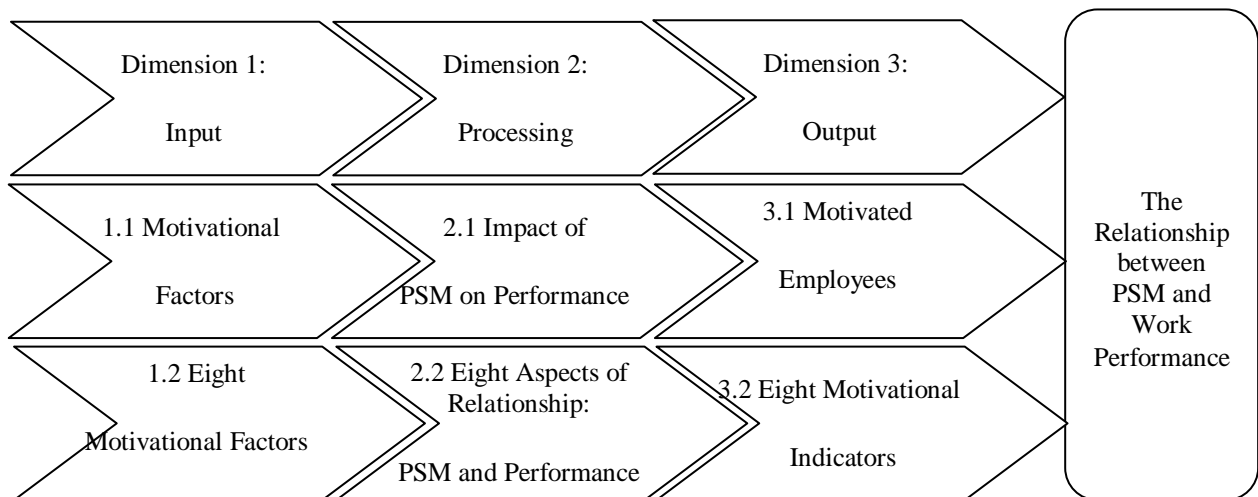 Dimension 1:
Input
Dimension 2:
Processing
Dimension 3:
Output
1.1 Motivational
Factors
2.1 Impact of
PSM on Performance
3.1 Motivated
Employees
1.2 Eight
Motivational Factors
2.2 Eight Aspects of
Relationship:
PSM and Performance
3.2 Eight Motivational
Indicators
The
Relationship
between
PSM and
Work
Performance